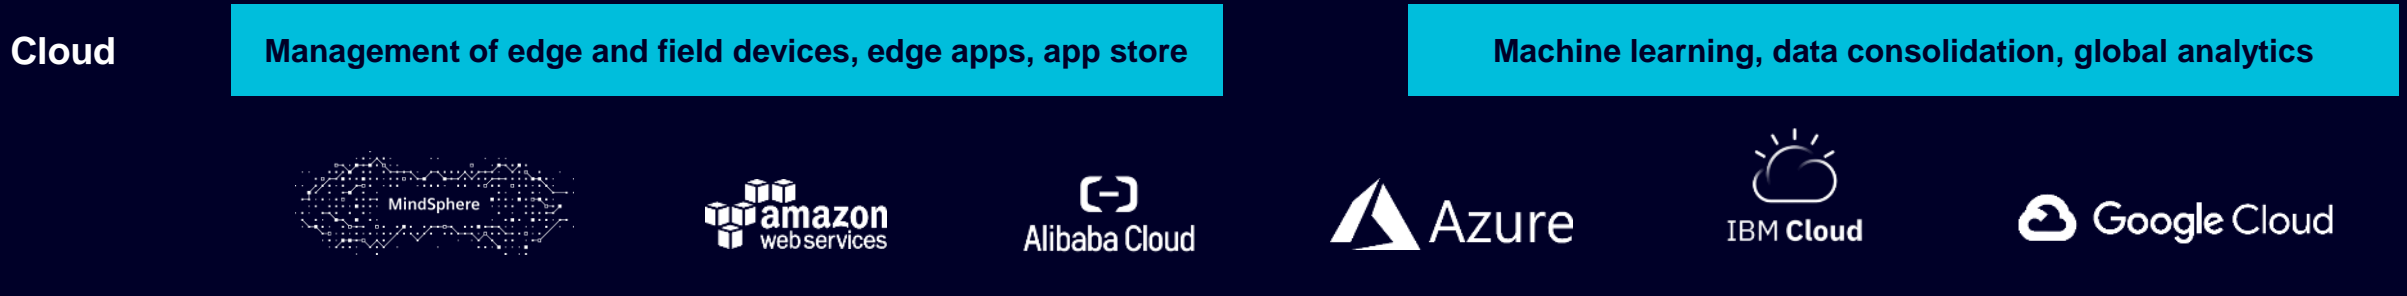 Cloud
Management of edge and field devices, edge apps, app store
Machine learning, data consolidation, global analytics
MindSphere
amazon
webservices
Alibaba Cloud
Azure
IBM Cloud
Google Cloud